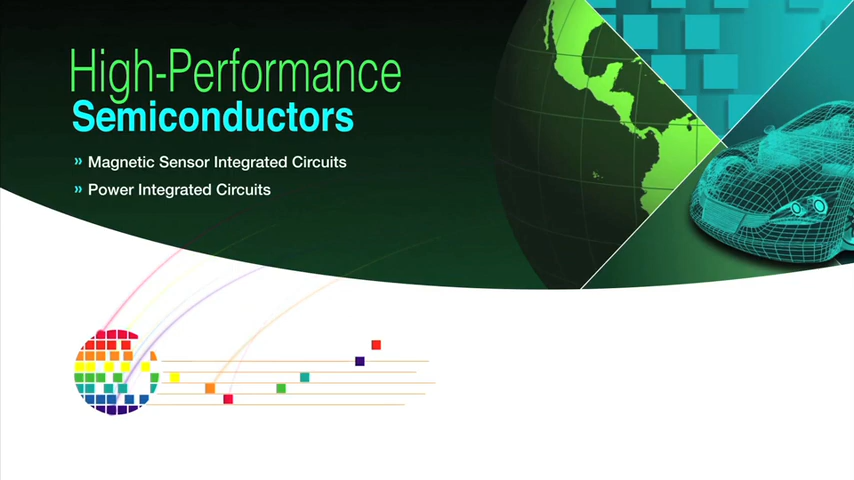 High-Performance
Semiconductors
» Magnetic Sensor Integrated Circuits
» Power Integrated Circuits